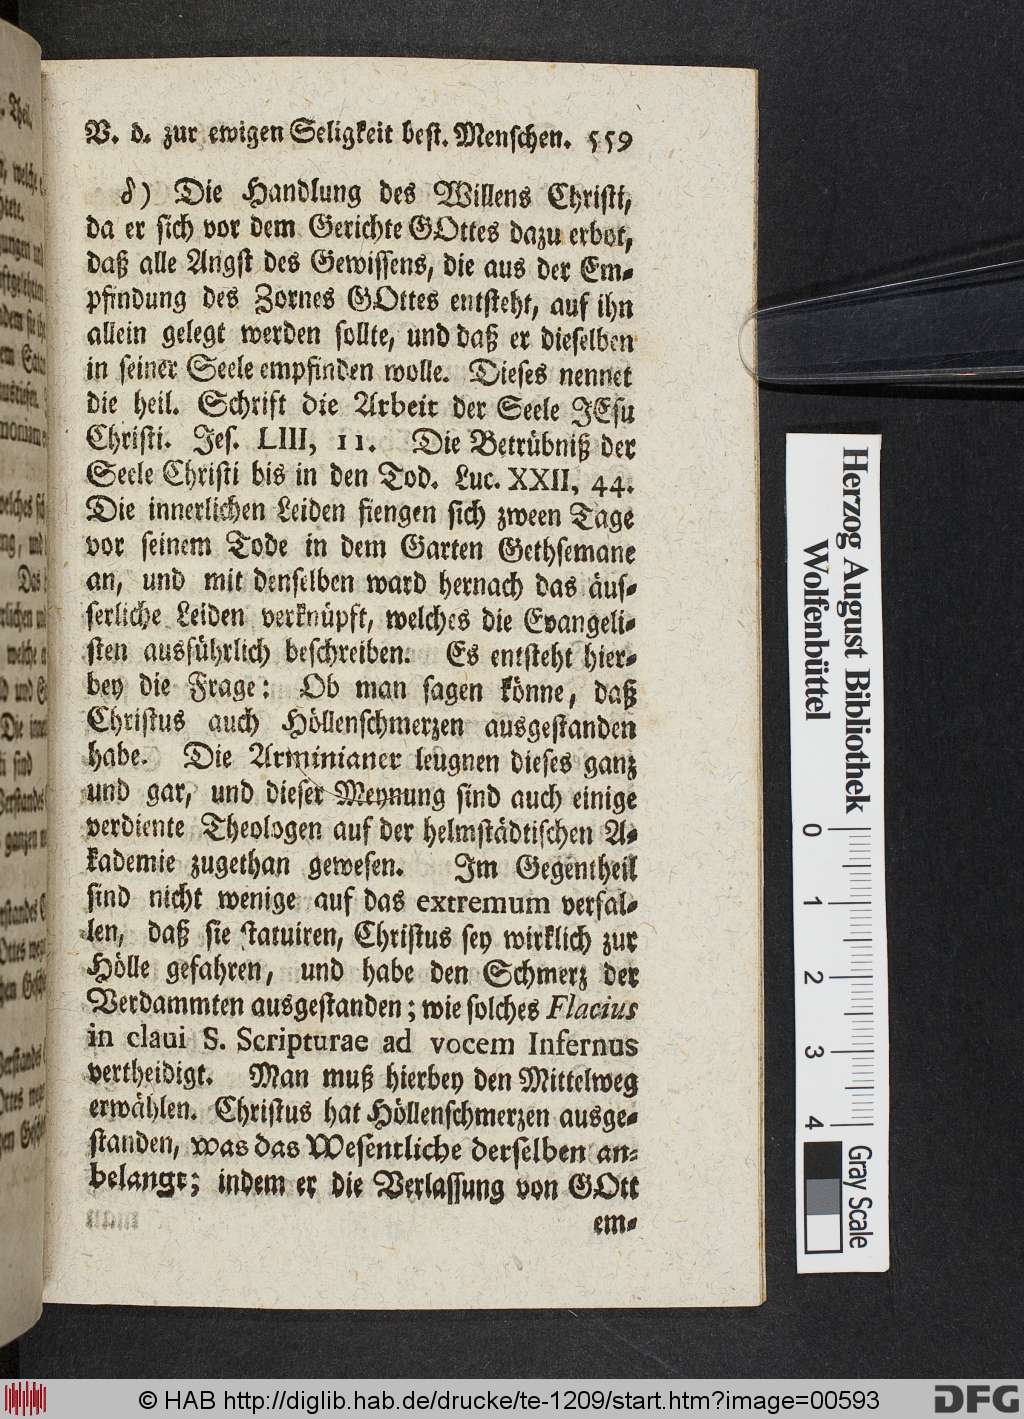 V. d. zur ewigen Seligkeit best. Menschen. 559
δ) Die Handlung des Willens Christi,
da er sich vor dem Gerichte GOttes dazu erbot,
daß alle Angst des Gewissens, die aus der Em-
pfindung des Zornes GOttes entsteht, auf ihn
allein gelegt werden sollte, und daß er dieselben
in seiner Seele empfinden wolle. Dieses nennet
die heil. Schrift die Arbeit der Seele JEsu
Christi. Jes. LIII, 11. Die Betrübniß der
Seele Christi bis in den Tod. Luc. XXII, 44.
Die innerlichen Leiden fiengen sich zween Tage
vor seinem Tode in dem Garten Gethsemane
an, und mit denselben ward hernach das äus-
serliche Leiden verknüpft, welches die Evangeli-
sten ausführlich beschreiben. Es entsteht hier-
bey die Frage: Ob man sagen könne, daß
Christus auch Höllenschmerzen ausgestanden
habe. Die Arminianer leugnen dieses ganz
und gar, und dieser Meynung sind auch einige
verdiente Theologen auf der helmstädtischen A-
kademie zugethan gewesen. Im Gegentheil
sind nicht wenige auf das extremum verfal-
len, daß sie statuiren, Christus sey wirklich zur
Hölle gefahren, und habe den Schmerz der
Verdammten ausgestanden; wie solches Flacius
in claui S. Scripturae ad vocem Infernus
vertheidigt. Man muß hierbey den Mittelweg
erwählen. Christus hat Höllenschmerzen ausge-
standen, was das Wesentliche derselben an-
belangt; indem er die Verlassung von GOtt
em-
Herzog August Bibliothek
Wolfenbüttel
0 1 2 3 4
Gray Scale
© HAB http://diglib.hab.de/drucke/te-1209/start.htm?image=00593
DFG